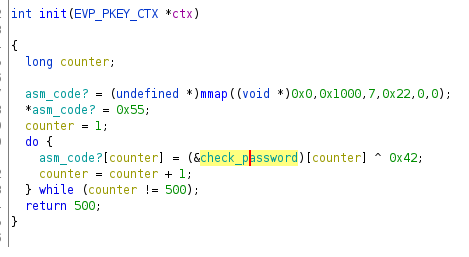 int init(EVP_PKEY_CTX *ctx)
{
long counter;
asm_code? = (undefined *)mmap((void *)0x0,0x1000,7,0x22,0,0);
*asm_code? = 0x55;
counter = 1;
do {
asm_code?[counter] = (&check_password)[counter] ^ 0x42;
counter = counter + 1;
} while (counter != 500);
return 500;
}